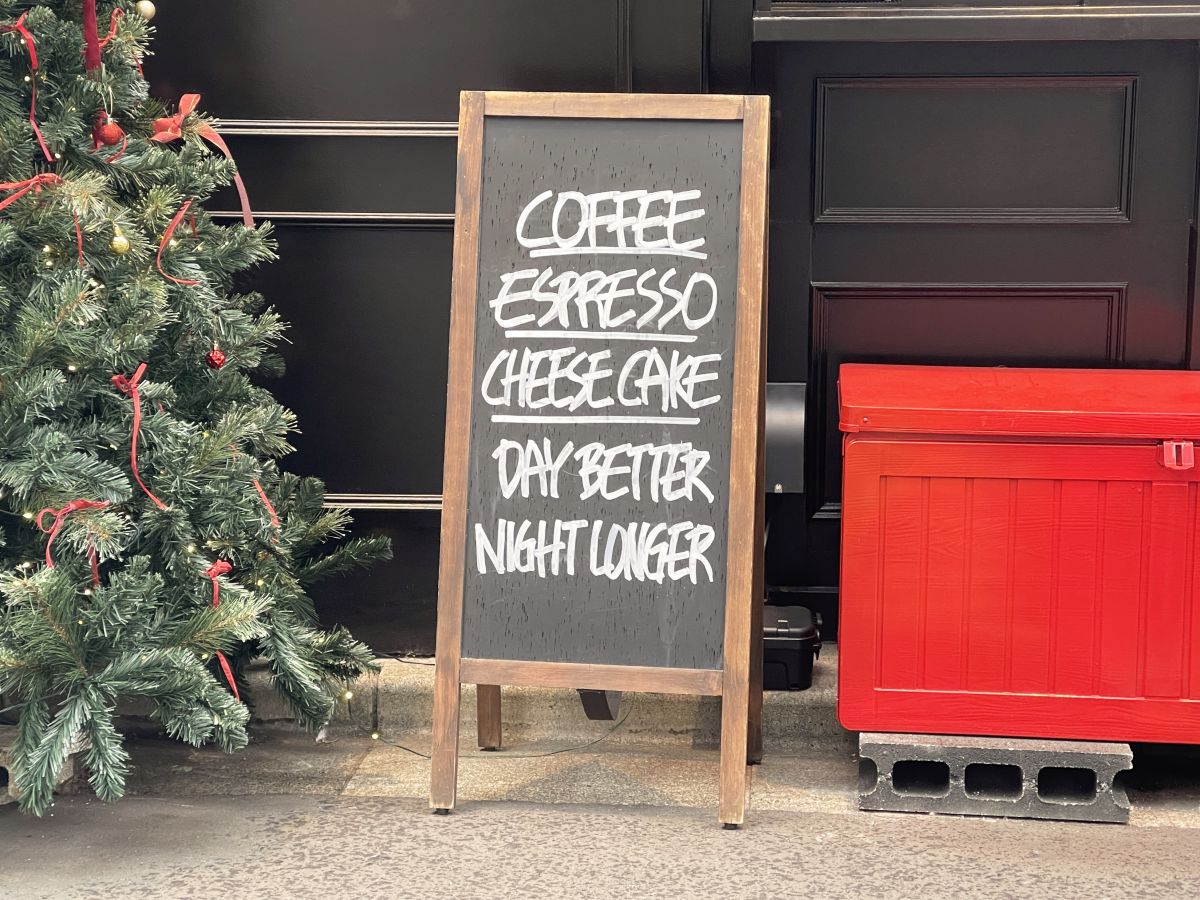 COFFEE
ESPRESSO
CHEESE CAKE
DAY BETTER
NIGHT LONGER